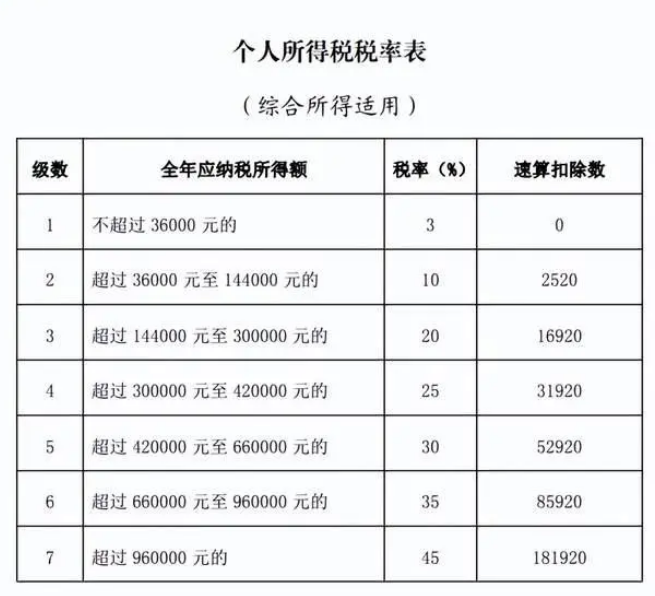 个人所得税税率表
（综合所得适用）
级数 全年应纳税所得额 税率（%） 速算扣除数
1 不超过 36000 元的 3 0
2 超过 36000 元至 144000 元的 10 2520
3 超过 144000 元至 300000 元的 20 16920
4 超过 300000 元至 420000 元的 25 31920
5 超过 420000 元至 660000 元的 30 52920
6 超过 660000 元至 960000 元的 35 85920
7 超过 960000 元的 45 181920